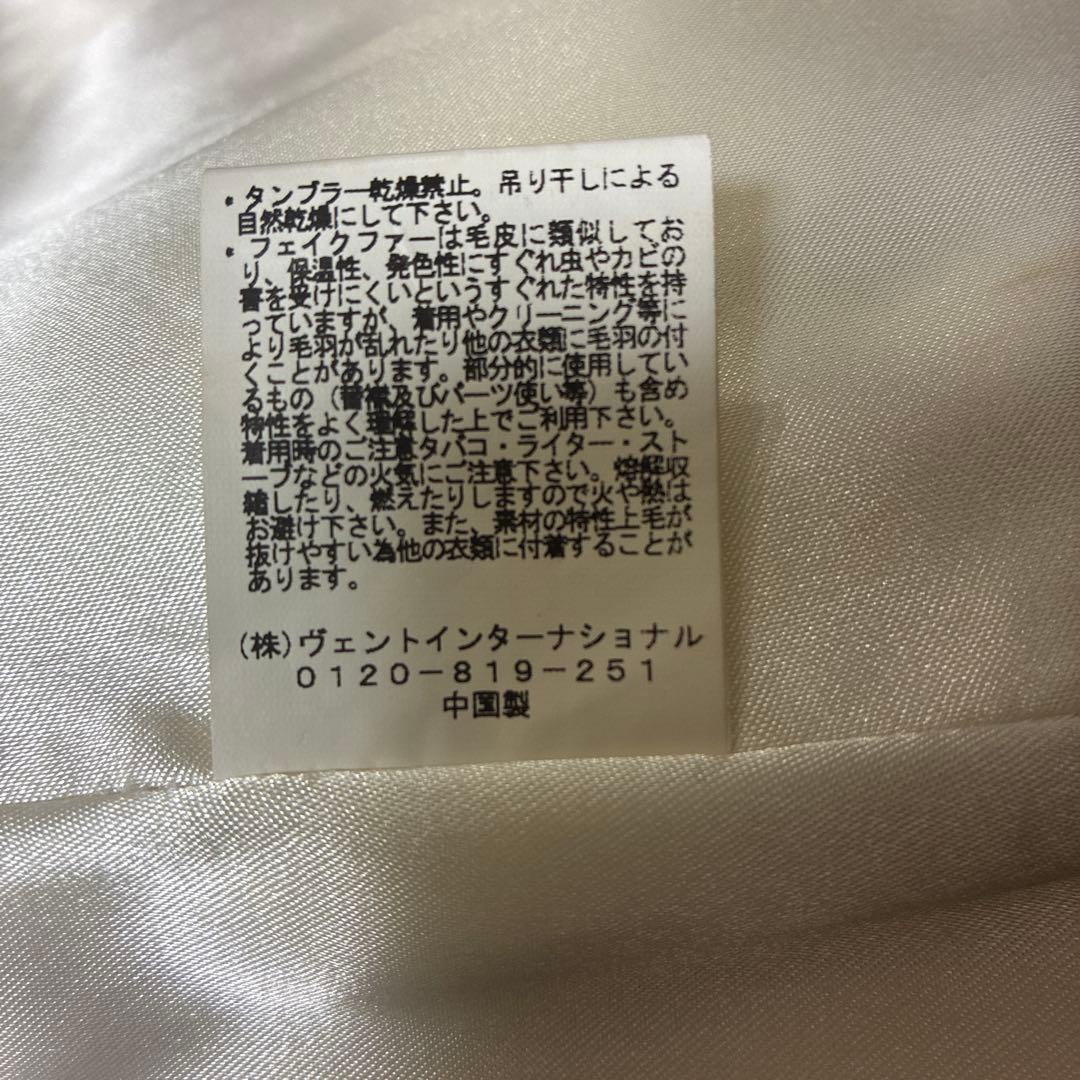 ・タンブラー乾燥禁止。吊り干しによる
自然乾燥にして下さい。
・フェイクファーは毛皮に類似してお
り、保温性、発色性にすぐれ虫やカビの
害を受けにくいというすぐれた特性を持
っていますが、着用やクリーニング等に
より毛羽が乱れたり他の衣類に毛羽の付
くことがあります。部分的に使用してい
るもの（替襟及びパーツ使い等）も含め
特性をよく理解した上でご利用下さい。
着用時のご注意タバコ・ライター・スト
ーブなどの火気にご注意下さい。熔解収
縮したり、燃えたりしますので火や熱は
お避け下さい。また、素材の特性上毛が
抜けやすい為他の衣類に付着することが
あります。
(株)ヴェントインターナショナル
０１２０－８１９－２５１
中国製